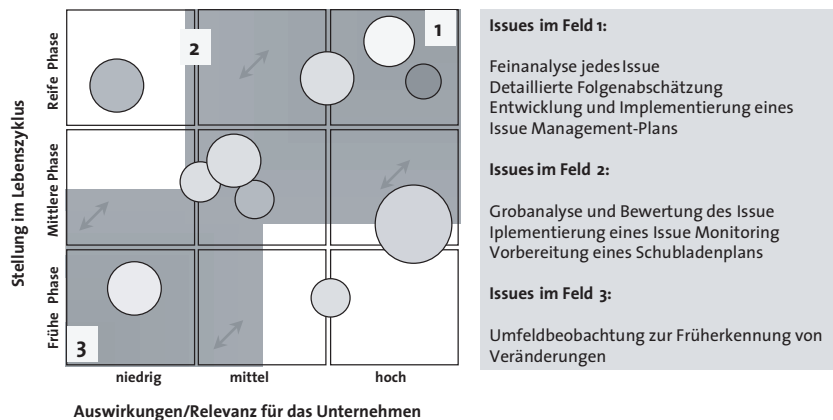 Stellung im Lebenszyklus
Reife Phase
Mittlere Phase
Frühe Phase
1
2
3
niedrig
mittel
hoch
Auswirkungen/Relevanz für das Unternehmen
Issues im Feld 1:
Feinanalyse jedes Issue
Detaillierte Folgenabschätzung
Entwicklung und Implementierung eines
Issue Management-Plans
Issues im Feld 2:
Grobanalyse und Bewertung des Issue
Iplementierung eines Issue Monitoring
Vorbereitung eines Schubladenplans
Issues im Feld 3:
Umfeldbeobachtung zur Früherkennung von
Veränderungen